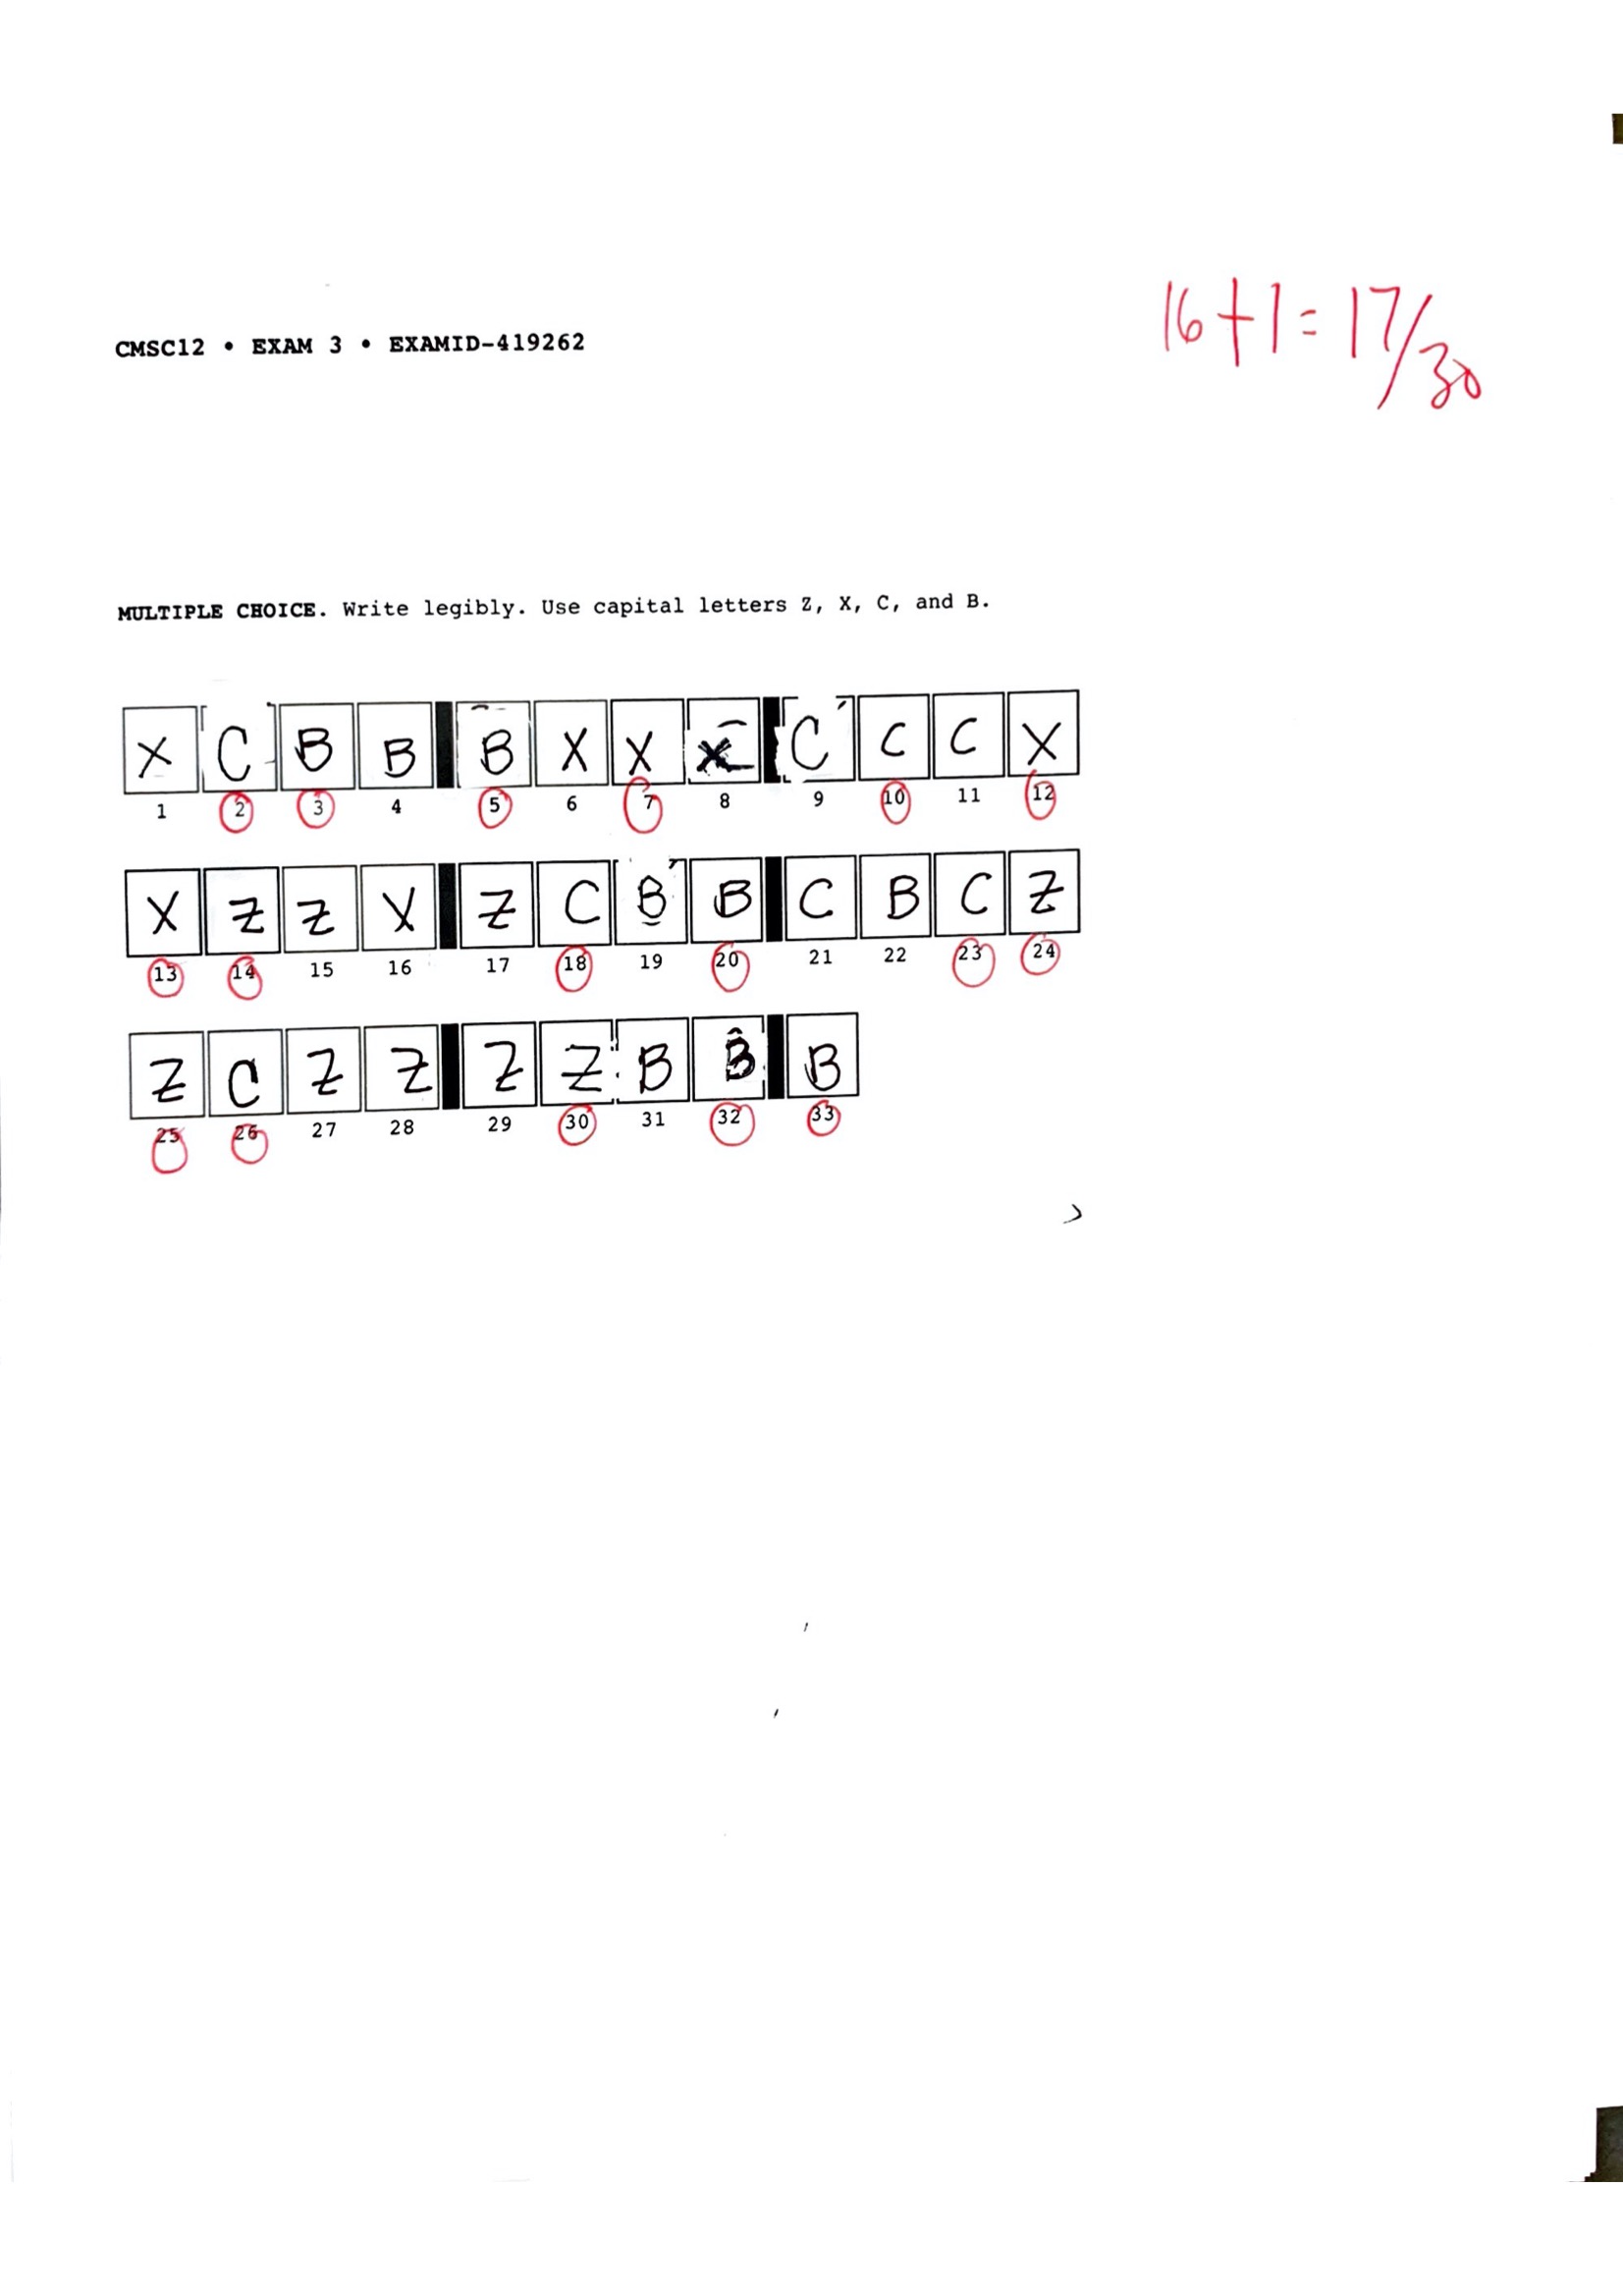 16+1=17/30
CMSC12 • EXAM 3 • EXAMID-419262
MULTIPLE CHOICE. Write legibly. Use capital letters Z, X, C, and B.
X C B B B X X X C C C X
1 2 3 4 5 6 7 8 9 10 11 12
X Z Z X Z C B B C B C Z
13 14 15 16 17 18 19 20 21 22 23 24
Z C Z Z Z Z B B B
25 26 27 28 29 30 31 32 33